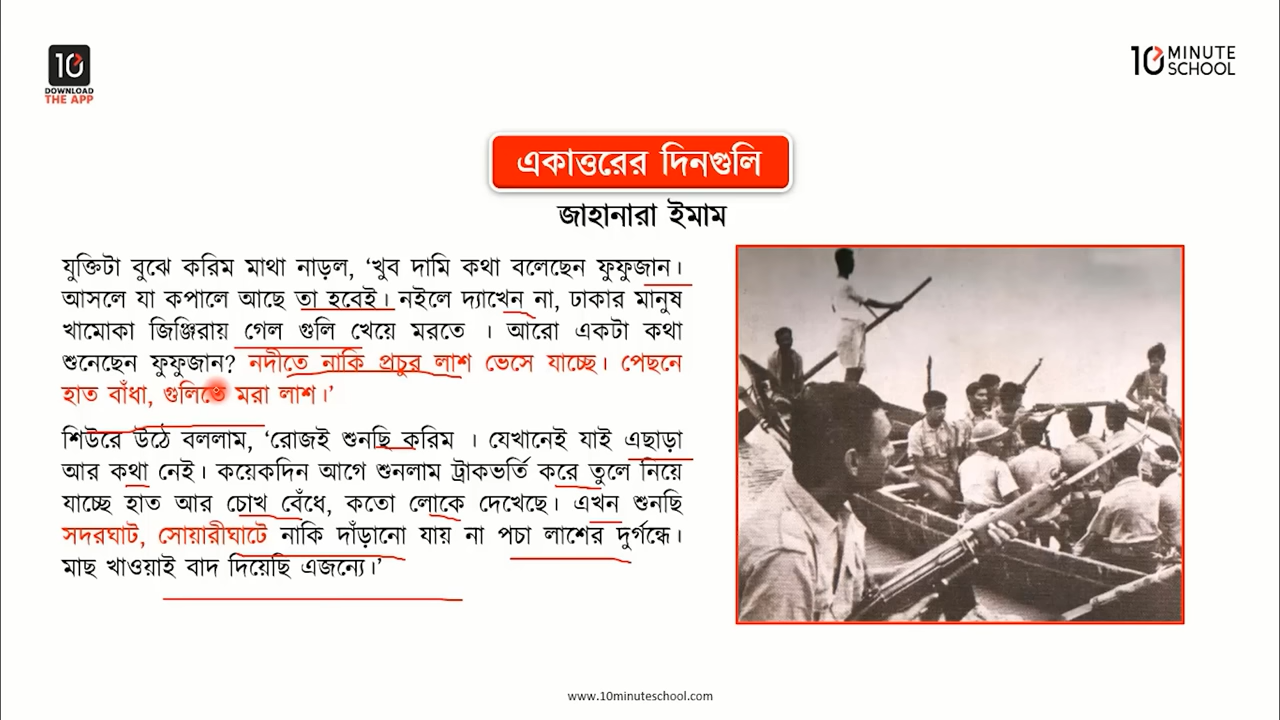 10
DOWNLOAD
THE APP
10 MINUTE
SCHOOL
একাত্তরের দিনগুলি
জাহানারা ইমাম
যুক্তিটা বুঝে করিম মাথা নাড়ল, ‘খুব দামি কথা বলেছেন ফুফুজান।
আসলে যা কপালে আছে তা হবেই। নইলে দ্যাখেন না, ঢাকার মানুষ
খামোকা জিঞ্জিরায় গেল গুলি খেয়ে মরতে । আরো একটা কথা
শুনেছেন ফুফুজান? নদীতে নাকি প্রচুর লাশ ভেসে যাচ্ছে। পেছনে
হাত বাঁধা, গুলিতে মরা লাশ।’
শিউরে উঠে বললাম, ‘রোজই শুনছি করিম । যেখানেই যাই এছাড়া
আর কথা নেই। কয়েকদিন আগে শুনলাম ট্রাকভর্তি করে তুলে নিয়ে
যাচ্ছে হাত আর চোখ বেঁধে, কতো লোকে দেখেছে। এখন শুনছি
সদরঘাট, সোয়ারীঘাটে নাকি দাঁড়ানো যায় না পচা লাশের দুর্গন্ধে।
মাছ খাওয়াই বাদ দিয়েছি এজন্যে।’
www.10minuteschool.com